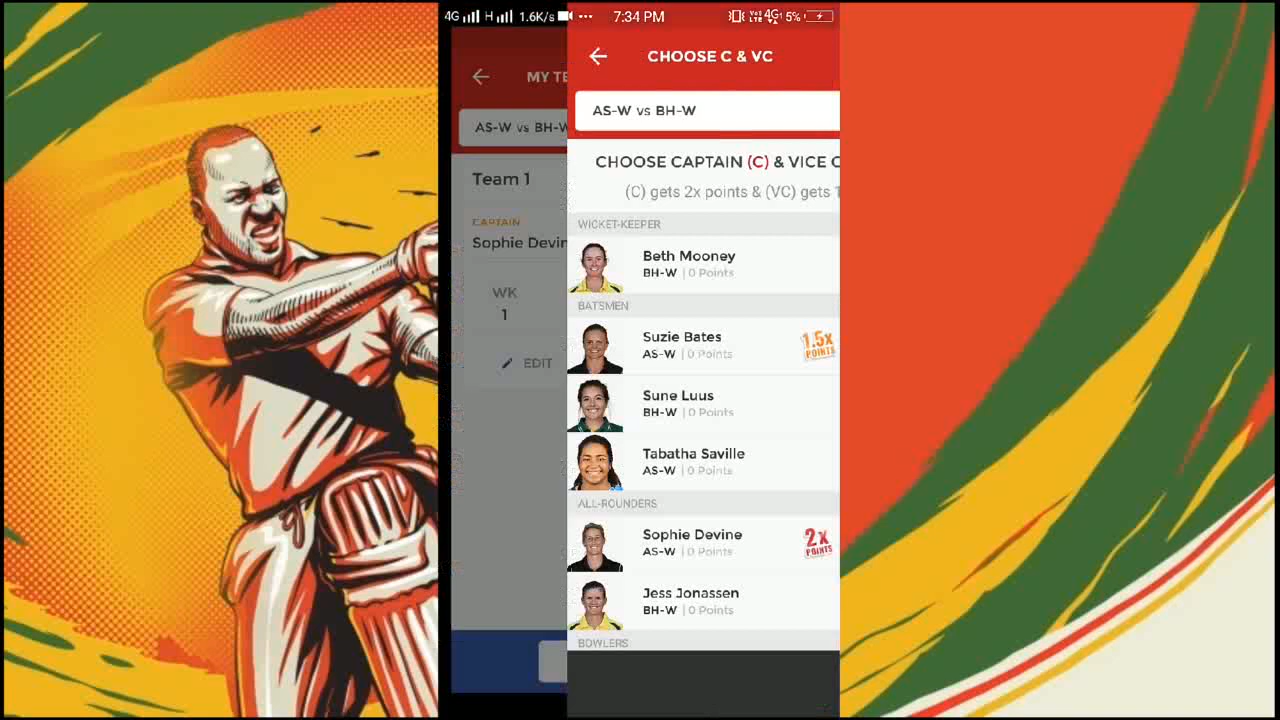 4G H 1.6K/s
7:34 PM
4G 5%
CHOOSE C & VC
MY TE
AS-W vs BH-W
AS-W vs BH-W
CHOOSE CAPTAIN (C) & VICE C
(C) gets 2x points & (VC) gets 1
Team 1
CAPTAIN
Sophie Devin
WK
1
EDIT
WICKET-KEEPER
Beth Mooney
BH-W | 0 Points
BATSMEN
Suzie Bates
AS-W | 0 Points
1.5x
POINTS
Sune Luus
BH-W | 0 Points
Tabatha Saville
AS-W | 0 Points
ALL-ROUNDERS
Sophie Devine
AS-W | 0 Points
2x
POINTS
Jess Jonassen
BH-W | 0 Points
BOWLERS